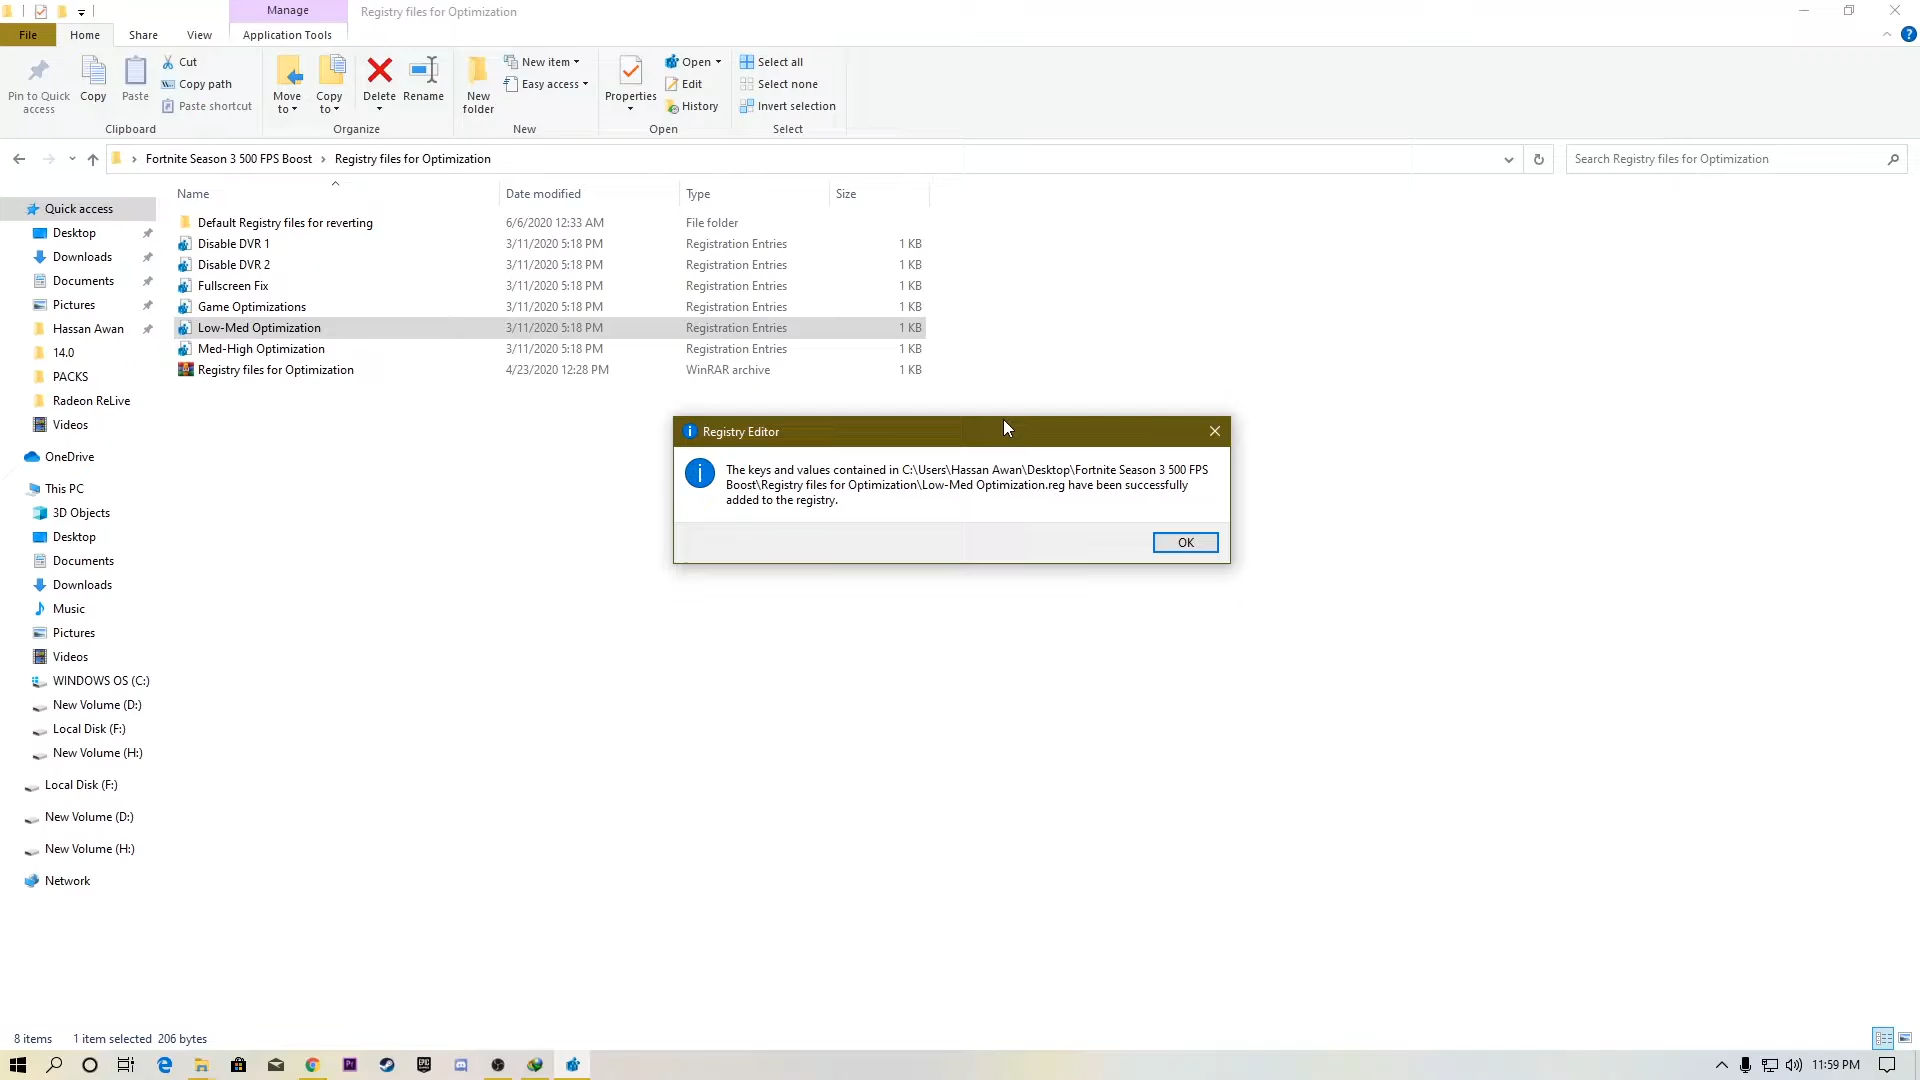 Manage
Registry files for Optimization
File
Home
Share
View
Application Tools
Pin to Quick access
Copy
Paste
Cut
Copy path
Paste shortcut
Clipboard
Move to
Copy to
Delete
Rename
Organize
New folder
New item
Easy access
New
Properties
Open
Edit
History
Open
Select all
Select none
Invert selection
Select
Fortnite Season 3 500 FPS Boost
Registry files for Optimization
Search Registry files for Optimization
Name
Date modified
Type
Size
Default Registry files for reverting 6/6/2020 12:33 AM File folder
Disable DVR 1 3/11/2020 5:18 PM Registration Entries 1 KB
Disable DVR 2 3/11/2020 5:18 PM Registration Entries 1 KB
Fullscreen Fix 3/11/2020 5:18 PM Registration Entries 1 KB
Game Optimizations 3/11/2020 5:18 PM Registration Entries 1 KB
Low-Med Optimization 3/11/2020 5:18 PM Registration Entries 1 KB
Med-High Optimization 3/11/2020 5:18 PM Registration Entries 1 KB
Registry files for Optimization 4/23/2020 12:28 PM WinRAR archive 1 KB
Quick access
Desktop
Downloads
Documents
Pictures
Hassan Awan
14.0
PACKS
Radeon ReLive
Videos
OneDrive
This PC
3D Objects
Desktop
Documents
Downloads
Music
Pictures
Videos
WINDOWS OS (C:)
New Volume (D:)
Local Disk (F:)
New Volume (H:)
Local Disk (F:)
New Volume (D:)
New Volume (H:)
Network
Registry Editor
The keys and values contained in C:\Users\Hassan Awan\Desktop\Fortnite Season 3 500 FPS
Boost\Registry files for Optimization\Low-Med Optimization.reg have been successfully
added to the registry.
OK
8 items
1 item selected 206 bytes
11:59 PM